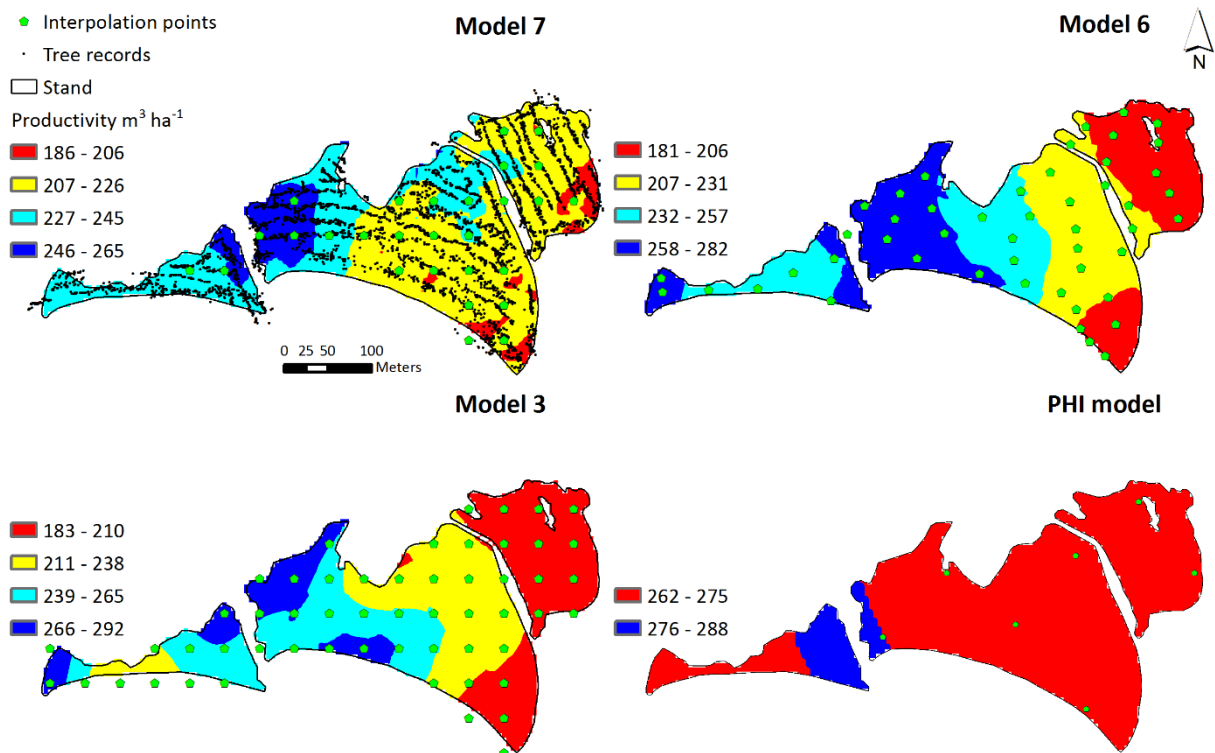 Interpolation points
Tree records
Stand
Productivity m³ ha⁻¹
186 - 206
207 - 226
227 - 245
246 - 265
Model 7
0 25 50 100
Meters
Model 6
N
181 - 206
207 - 231
232 - 257
258 - 282
Model 3
183 - 210
211 - 238
239 - 265
266 - 292
PHI model
262 - 275
276 - 288